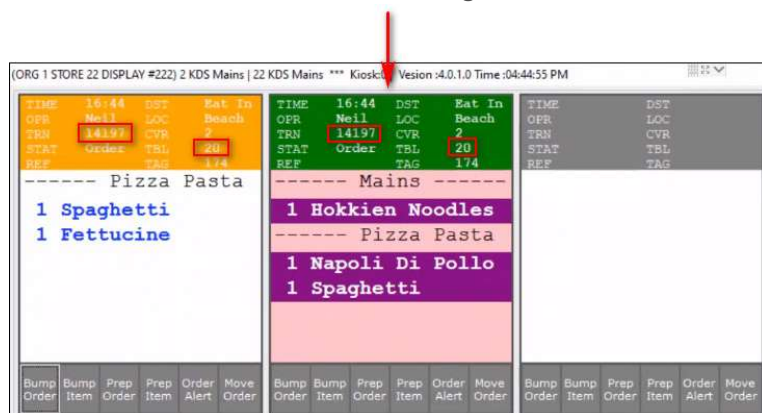 (ORG 1 STORE 22 DISPLAY #222) 2 KDS Mains | 22 KDS Mains *** Kiosk:0 Vesion :4.0.1.0 Time :04:44:55 PM
TIME 16:44 DST Eat In
OPR Neil LOC Beach
TRN 14197 CVR 2
STAT Order TBL 20
REF TAG 174
------ Pizza Pasta
1 Spaghetti
1 Fettucine
Bump Order Bump Item Prep Order Prep Item Order Alert Move Order
TIME 16:44 DST Eat In
OPR Neil LOC Beach
TRN 14197 CVR 2
STAT Order TBL 20
REF TAG 174
------ Mains ------
1 Hokkien Noodles
------ Pizza Pasta
1 Napoli Di Pollo
1 Spaghetti
Bump Order Bump Item Prep Order Prep Item Order Alert Move Order
TIME DST
OPR LOC
TRN CVR
STAT TBL
REF TAG
Bump Order Bump Item Prep Order Prep Item Order Alert Move Order